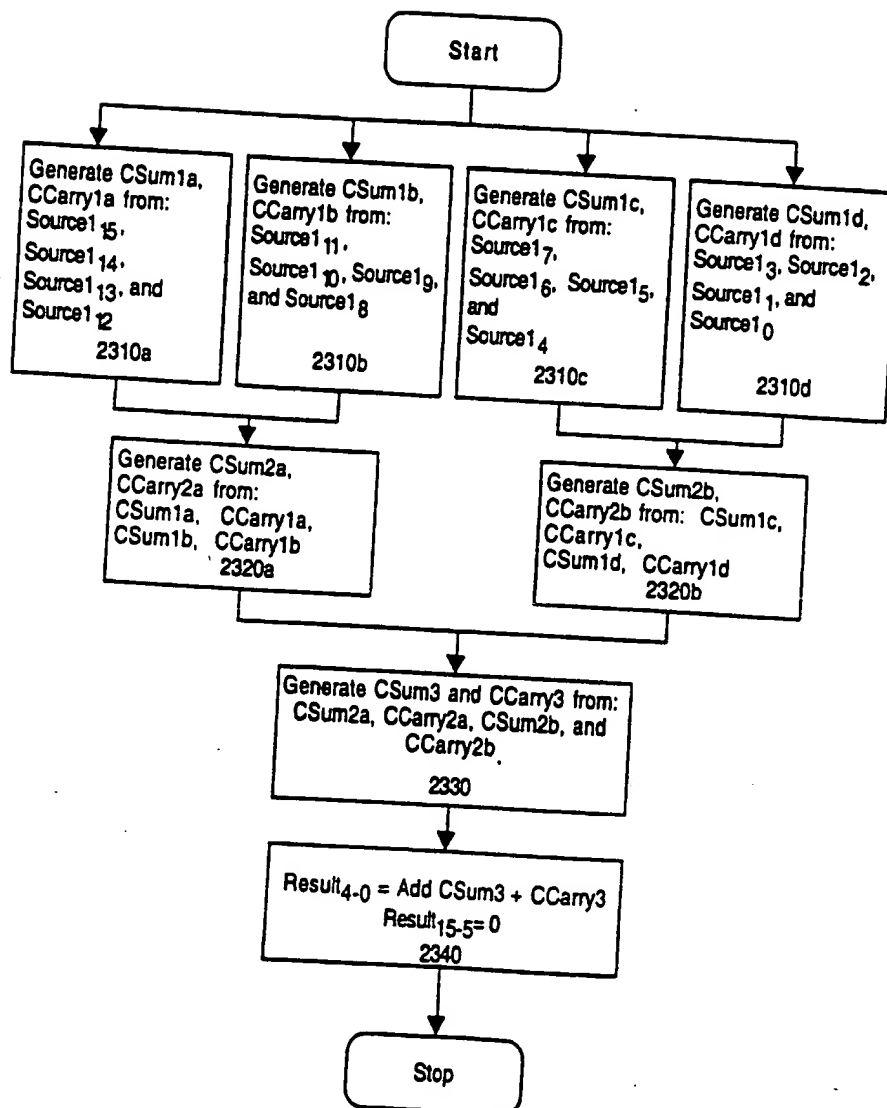 Start
Generate CSum1a,
CCarry1a from:
Source1₁₅,
Source1₁₄,
Source1₁₃, and
Source1₁₂
2310a
Generate CSum1b,
CCarry1b from:
Source1₁₁,
Source1₁₀, Source1₉,
and Source1₈
2310b
Generate CSum1c,
CCarry1c from:
Source1₇,
Source1₆, Source1₅,
and
Source1₄
2310c
Generate CSum1d,
CCarry1d from:
Source1₃, Source1₂,
Source1₁, and
Source1₀
2310d
Generate CSum2a,
CCarry2a from:
CSum1a, CCarry1a,
CSum1b, CCarry1b
2320a
Generate CSum2b,
CCarry2b from: CSum1c,
CCarry1c,
CSum1d, CCarry1d
2320b
Generate CSum3 and CCarry3 from:
CSum2a, CCarry2a, CSum2b, and
CCarry2b.
2330
Result₄₋₀ = Add CSum3 + CCarry3
Result₁₅₋₅ = 0
2340
Stop